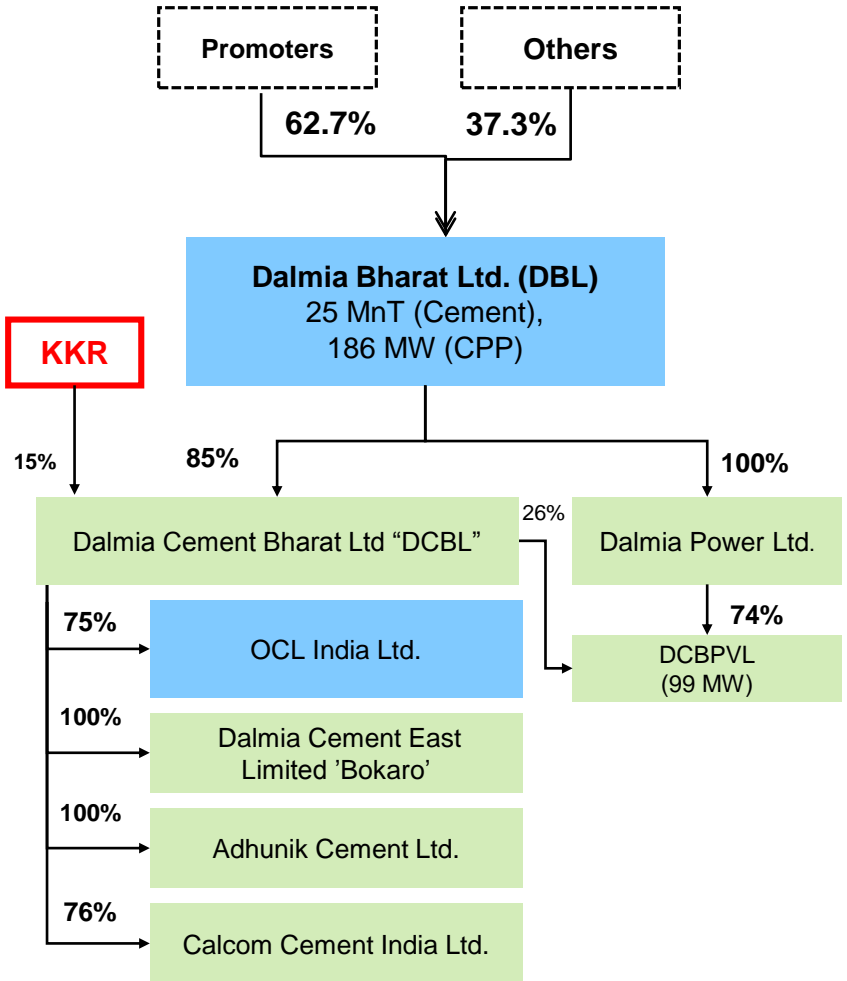 Promoters
Others
62.7%
37.3%
Dalmia Bharat Ltd. (DBL)
25 MnT (Cement),
186 MW (CPP)
KKR
15%
85%
100%
Dalmia Cement Bharat Ltd “DCBL”
26%
Dalmia Power Ltd.
75%
OCL India Ltd.
74%
DCBPVL
(99 MW)
100%
Dalmia Cement East
Limited ’Bokaro’
100%
Adhunik Cement Ltd.
76%
Calcom Cement India Ltd.